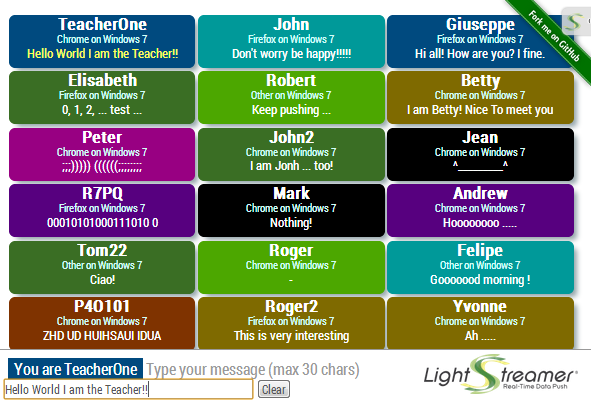 TeacherOne
Chrome on Windows 7
Hello World I am the Teacher!!
John
Firefox on Windows 7
Don't worry be happy!!!!!
Giuseppe
Firefox on Windows 7
Hi all! How are you? I fine.
Fork me on GitHub
Elisabeth
Firefox on Windows 7
0, 1, 2, ... test ...
Robert
Other on Windows 7
Keep pushing ...
Betty
Chrome on Windows 7
I am Betty! Nice To meet you
Peter
Chrome on Windows 7
;;;))))) ((((((;;;;;;;;
John2
Firefox on Windows 7
I am Jonh ... too!
Jean
Chrome on Windows 7
^_________^
R7PQ
Firefox on Windows 7
00010101000111010 0
Mark
Chrome on Windows 7
Nothing!
Andrew
Chrome on Windows 7
Hoooooooo .....
Tom22
Other on Windows 7
Ciao!
Roger
Chrome on Windows 7
-
Felipe
Other on Windows 7
Gooooood morning !
P4O101
Chrome on Windows 7
ZHD UD HUIHSAUI IDUA
Roger2
Firefox on Windows 7
This is very interesting
Yvonne
Chrome on Windows 7
Ah .....
You are TeacherOne Type your message (max 30 chars)
Hello World I am the Teacher!! Clear
LightStreamer
Real-Time Data Push